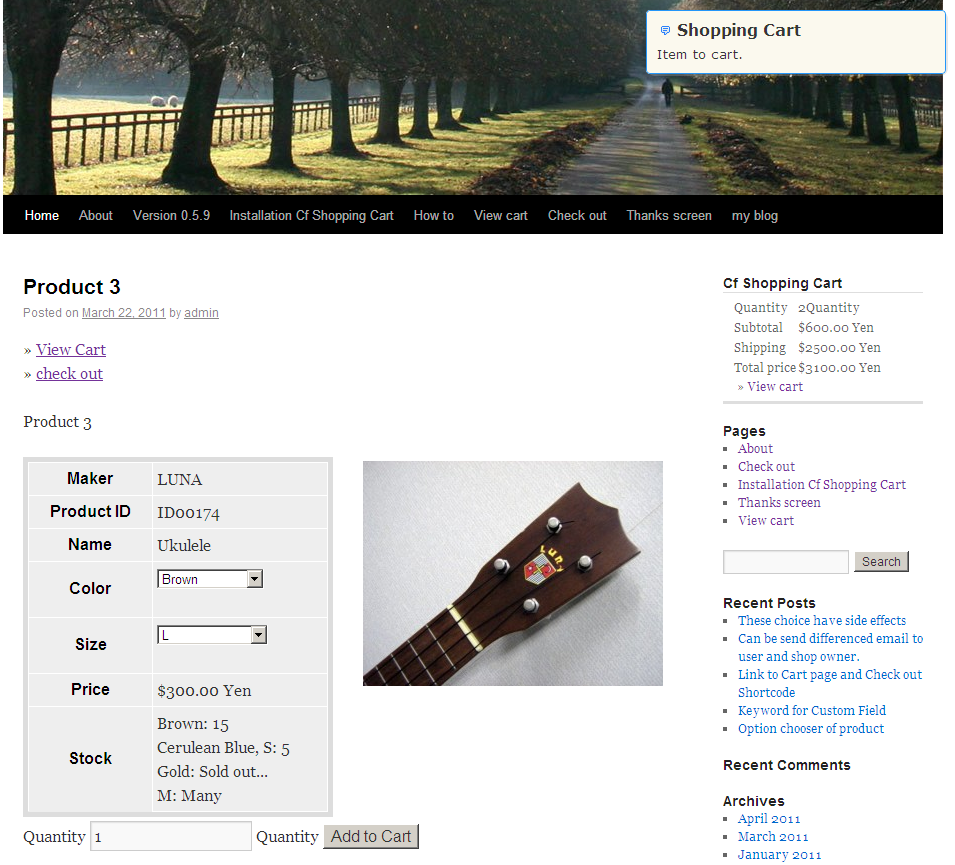 Shopping Cart
Item to cart.
Home About Version 0.5.9 Installation Cf Shopping Cart How to View cart Check out Thanks screen my blog
Product 3
Posted on March 22, 2011 by admin
» View Cart
» check out
Product 3
Maker LUNA
Product ID ID00174
Name Ukulele
Color Brown
Size L
Price $300.00 Yen
Stock
Brown: 15
Cerulean Blue, S: 5
Gold: Sold out...
M: Many
Quantity 1 Quantity Add to Cart
Luna
Cf Shopping Cart
Quantity 2Quantity
Subtotal $600.00 Yen
Shipping $2500.00 Yen
Total price $3100.00 Yen
» View cart
Pages
About
Check out
Installation Cf Shopping Cart
Thanks screen
View cart
Search
Recent Posts
These choice have side effects
Can be send differenced email to
user and shop owner.
Link to Cart page and Check out
Shortcode
Keyword for Custom Field
Option chooser of product
Recent Comments
Archives
April 2011
March 2011
January 2011